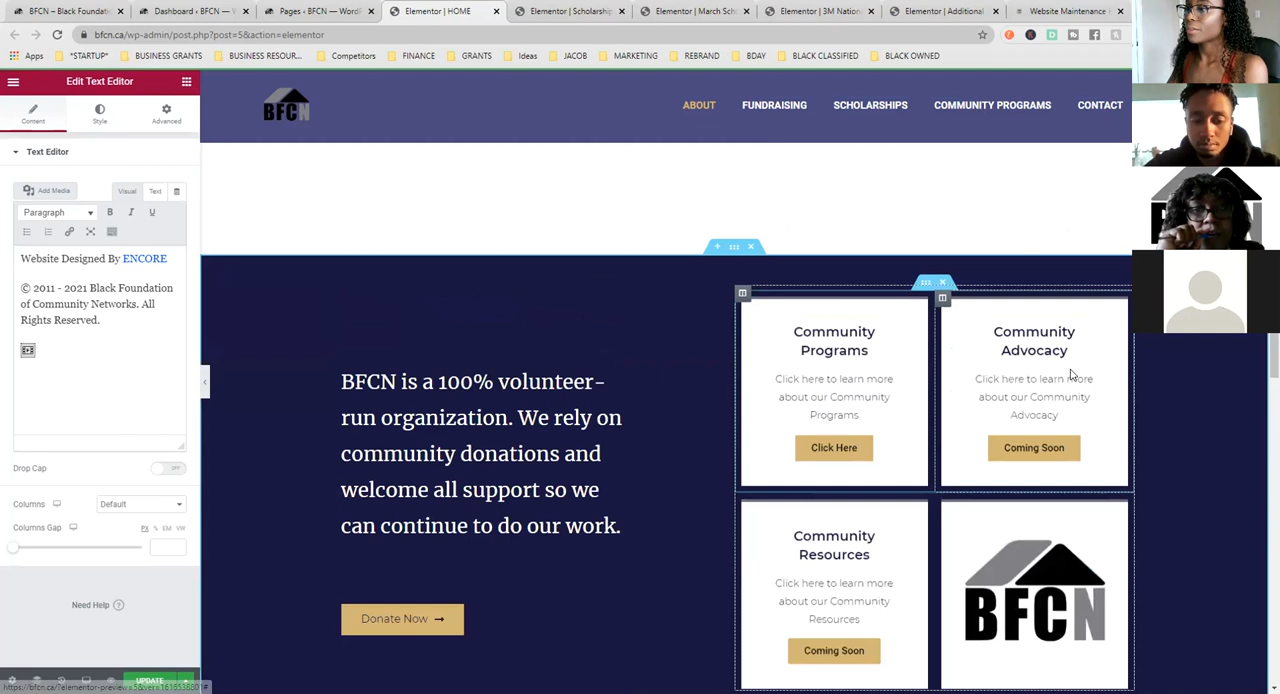 BFCN – Black Foundati
Dashboard ‹ BFCN — W
Pages ‹ BFCN — WordP
Elementor | HOME
Elementor | Scholarship
Elementor | March Scho
Elementor | 3M Nationa
Elementor | Additional
Website Maintenance
bfcn.ca/wp-admin/post.php?post=5&action=elementor
Apps
*STARTUP*
BUSINESS GRANTS
BUSINESS RESOUR...
Competitors
FINANCE
GRANTS
Ideas
JACOB
MARKETING
REBRAND
BDAY
BLACK CLASSIFIED
BLACK OWNED
Edit Text Editor
Content
Style
Advanced
Text Editor
Add Media
Visual
Text
Paragraph
B
I
U
Website Designed By ENCORE
© 2011 - 2021 Black Foundation
of Community Networks. All
Rights Reserved.
Drop Cap
OFF
Columns
Default
Columns Gap
PX % EM VW
Need Help
UPDATE
BFCN
ABOUT
FUNDRAISING
SCHOLARSHIPS
COMMUNITY PROGRAMS
CONTACT
BFCN is a 100% volunteer-
run organization. We rely on
community donations and
welcome all support so we
can continue to do our work.
Donate Now
Community
Programs
Click here to learn more
about our Community
Programs
Click Here
Community
Advocacy
Click here to learn more
about our Community
Advocacy
Coming Soon
Community
Resources
Click here to learn more
about our Community
Resources
Coming Soon
BFCN